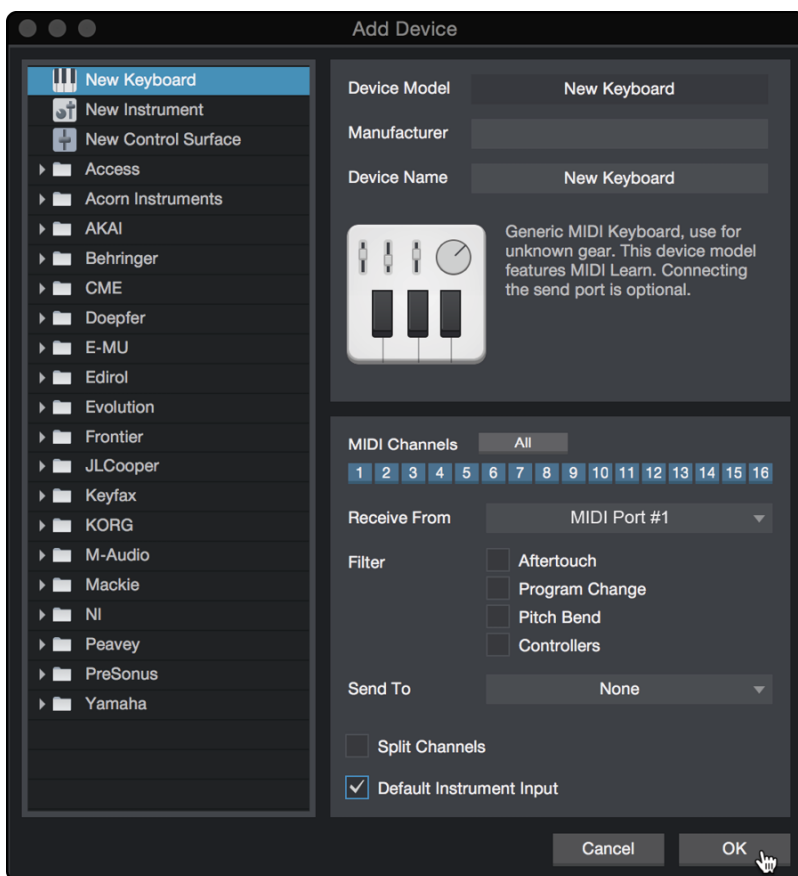 Add Device
New Keyboard
New Instrument
New Control Surface
Access
Acorn Instruments
AKAI
Behringer
CME
Doepfer
E-MU
Edirol
Evolution
Frontier
JLCooper
Keyfax
KORG
M-Audio
Mackie
NI
Peavey
PreSonus
Yamaha
Device Model New Keyboard
Manufacturer
Device Name New Keyboard
Generic MIDI Keyboard, use for
unknown gear. This device model
features MIDI Learn. Connecting
the send port is optional.
MIDI Channels All
1 2 3 4 5 6 7 8 9 10 11 12 13 14 15 16
Receive From MIDI Port #1
Filter Aftertouch
Program Change
Pitch Bend
Controllers
Send To None
Split Channels
Default Instrument Input
Cancel OK